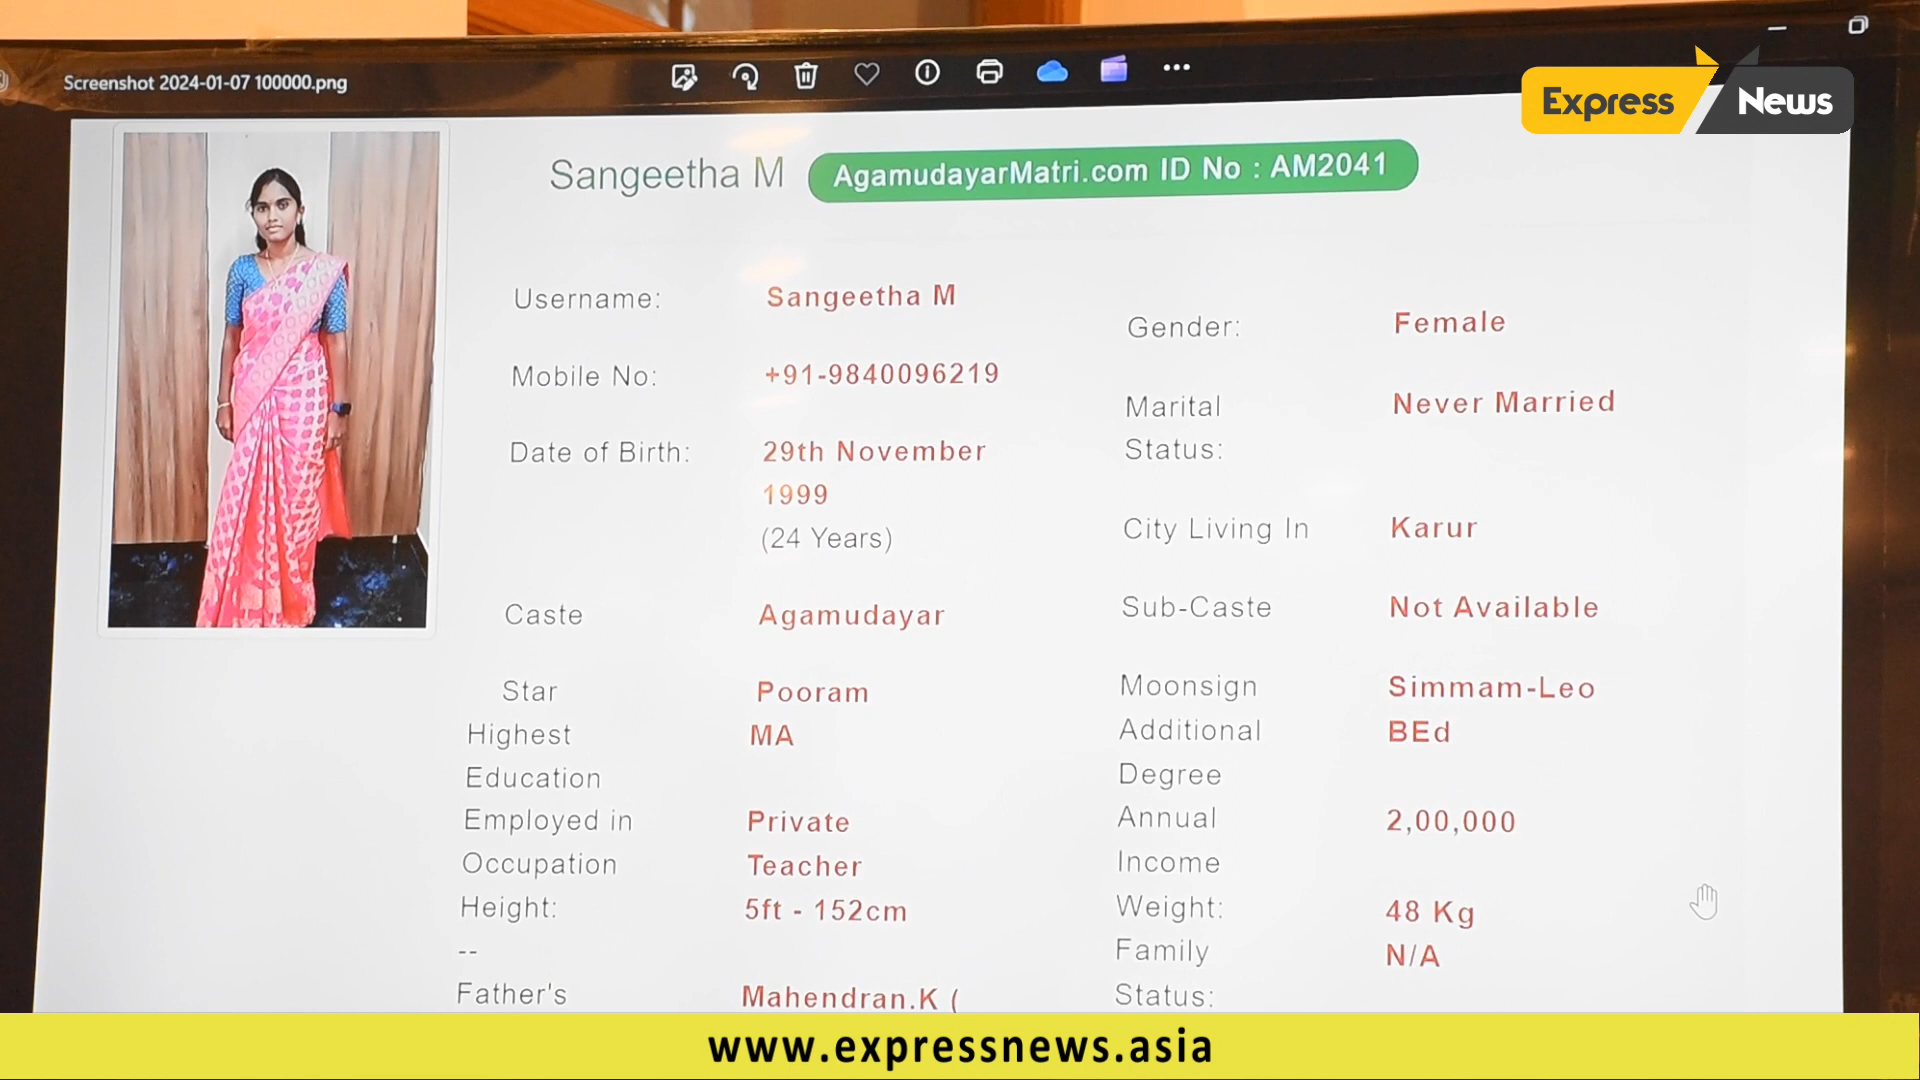 Screenshot 2024-01-07 100000.png
Express News
Sangeetha M AgamudayarMatri.com ID No : AM2041
Username: Sangeetha M
Gender: Female
Mobile No: +91-9840096219
Marital Status: Never Married
Date of Birth: 29th November 1999 (24 Years)
City Living In Karur
Caste Agamudayar
Sub-Caste Not Available
Star Pooram
Moonsign Simmam-Leo
Highest Education MA
Additional Degree BEd
Employed in Private
Annual Income 2,00,000
Occupation Teacher
Height: 5ft - 152cm
Weight: 48 Kg
--
Family Status: N/A
Father's Mahendran.K (
www.expressnews.asia